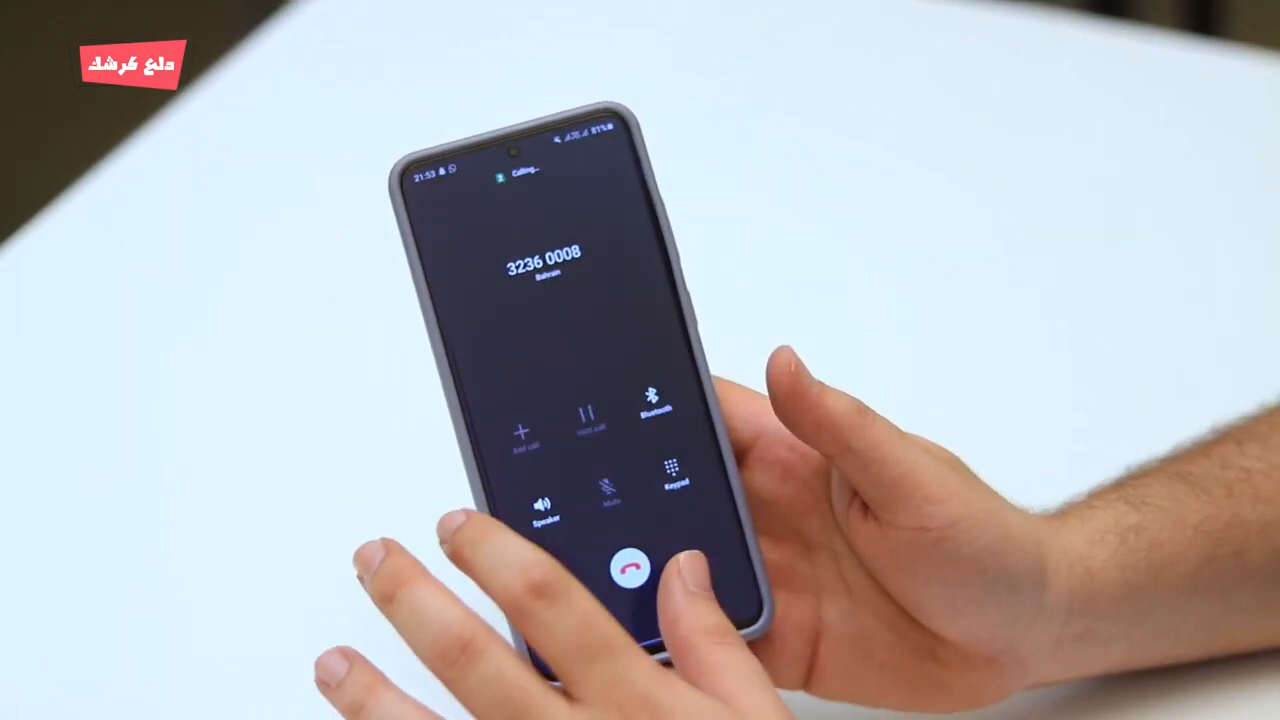 دلع كرشك
21:53
81%
Calling...
3236 0008
Bahrain
Add call
Hold call
Bluetooth
Speaker
Mute
Keypad